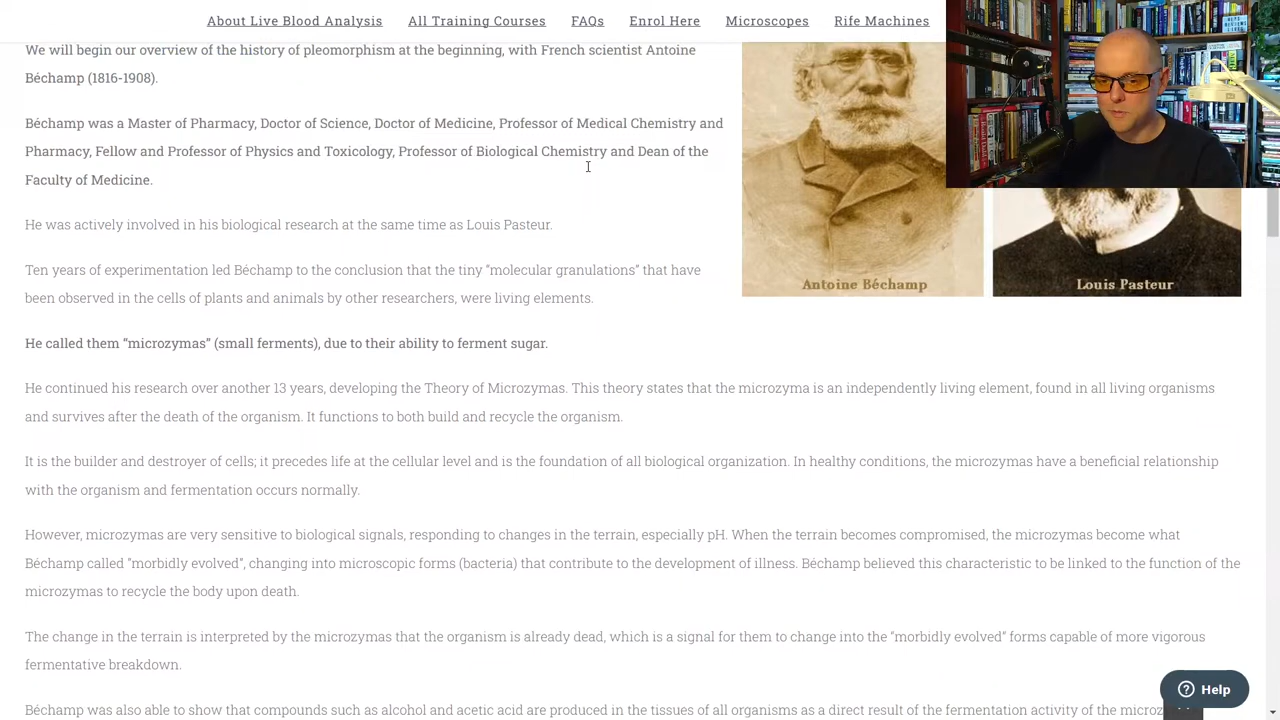 About Live Blood Analysis All Training Courses FAQs Enrol Here Microscopes Rife Machines
We will begin our overview of the history of pleomorphism at the beginning, with French scientist Antoine
Béchamp (1816-1908).
Béchamp was a Master of Pharmacy, Doctor of Science, Doctor of Medicine, Professor of Medical Chemistry and
Pharmacy, Fellow and Professor of Physics and Toxicology, Professor of Biological Chemistry and Dean of the
Faculty of Medicine.
He was actively involved in his biological research at the same time as Louis Pasteur.
Ten years of experimentation led Béchamp to the conclusion that the tiny “molecular granulations” that have
been observed in the cells of plants and animals by other researchers, were living elements.
Antoine Béchamp
Louis Pasteur
He called them “microzymas” (small ferments), due to their ability to ferment sugar.
He continued his research over another 13 years, developing the Theory of Microzymas. This theory states that the microzyma is an independently living element, found in all living organisms
and survives after the death of the organism. It functions to both build and recycle the organism.
It is the builder and destroyer of cells; it precedes life at the cellular level and is the foundation of all biological organization. In healthy conditions, the microzymas have a beneficial relationship
with the organism and fermentation occurs normally.
However, microzymas are very sensitive to biological signals, responding to changes in the terrain, especially pH. When the terrain becomes compromised, the microzymas become what
Béchamp called “morbidly evolved”, changing into microscopic forms (bacteria) that contribute to the development of illness. Béchamp believed this characteristic to be linked to the function of the
microzymas to recycle the body upon death.
The change in the terrain is interpreted by the microzymas that the organism is already dead, which is a signal for them to change into the “morbidly evolved” forms capable of more vigorous
fermentative breakdown.
Help
Béchamp was also able to show that compounds such as alcohol and acetic acid are produced in the tissues of all organisms as a direct result of the fermentation activity of the